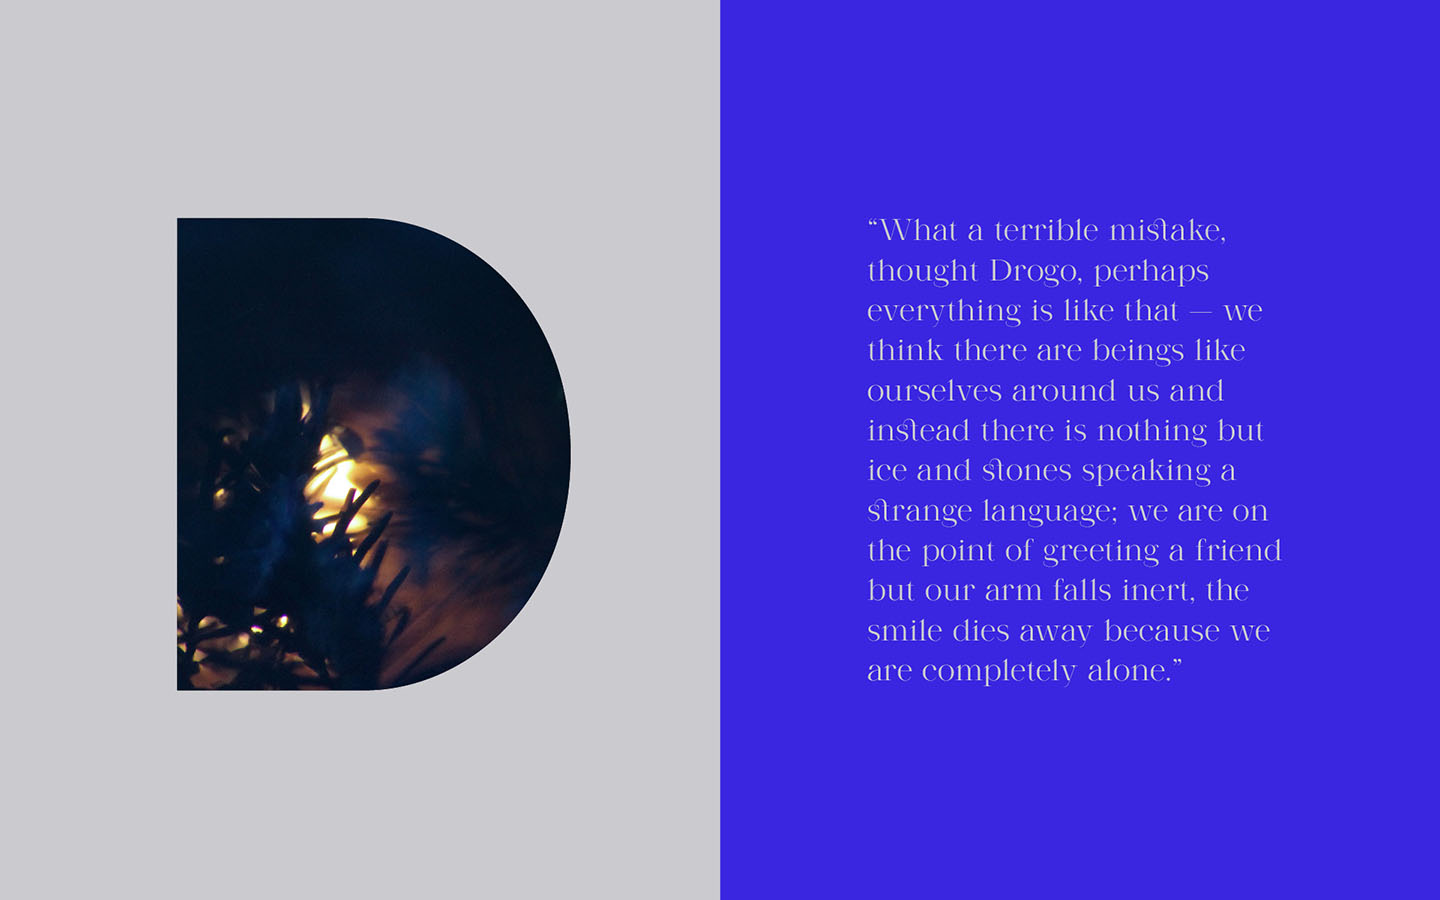 “What a terrible mistake,
thought Drogo, perhaps
everything is like that — we
think there are beings like
ourselves around us and
instead there is nothing but
ice and stones speaking a
strange language; we are on
the point of greeting a friend
but our arm falls inert, the
smile dies away because we
are completely alone.”